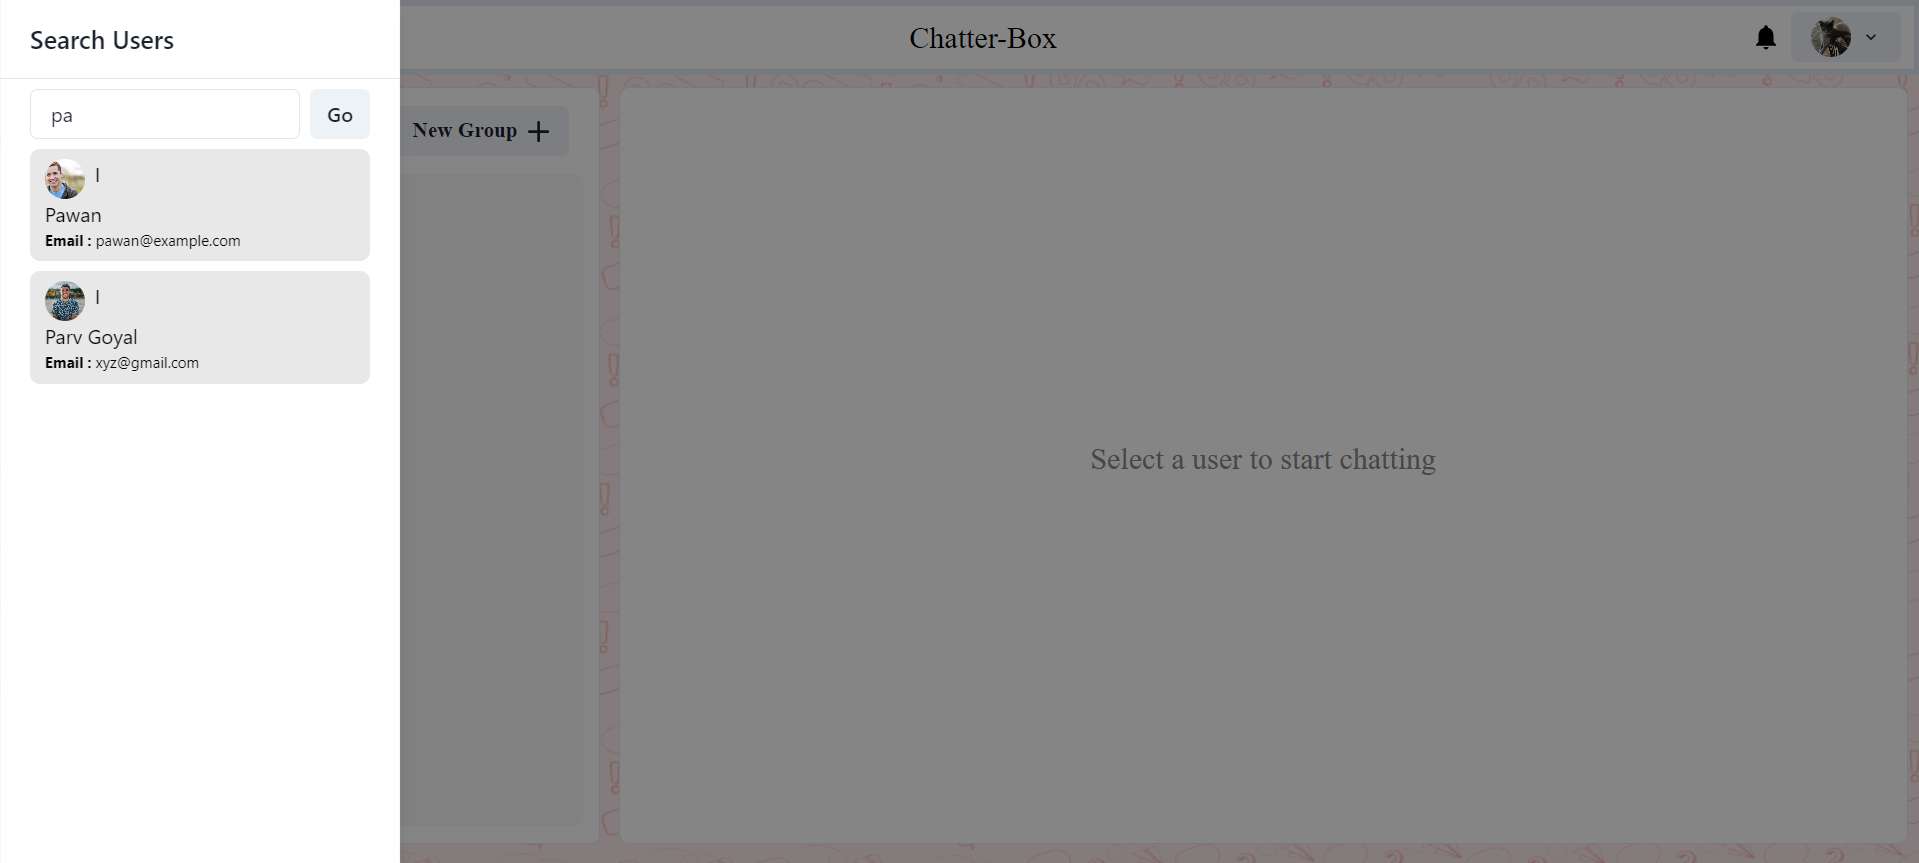 Search Users
pa
Go
l
Pawan
Email : pawan@example.com
l
Parv Goyal
Email : xyz@gmail.com
Chatter-Box
New Group
Select a user to start chatting